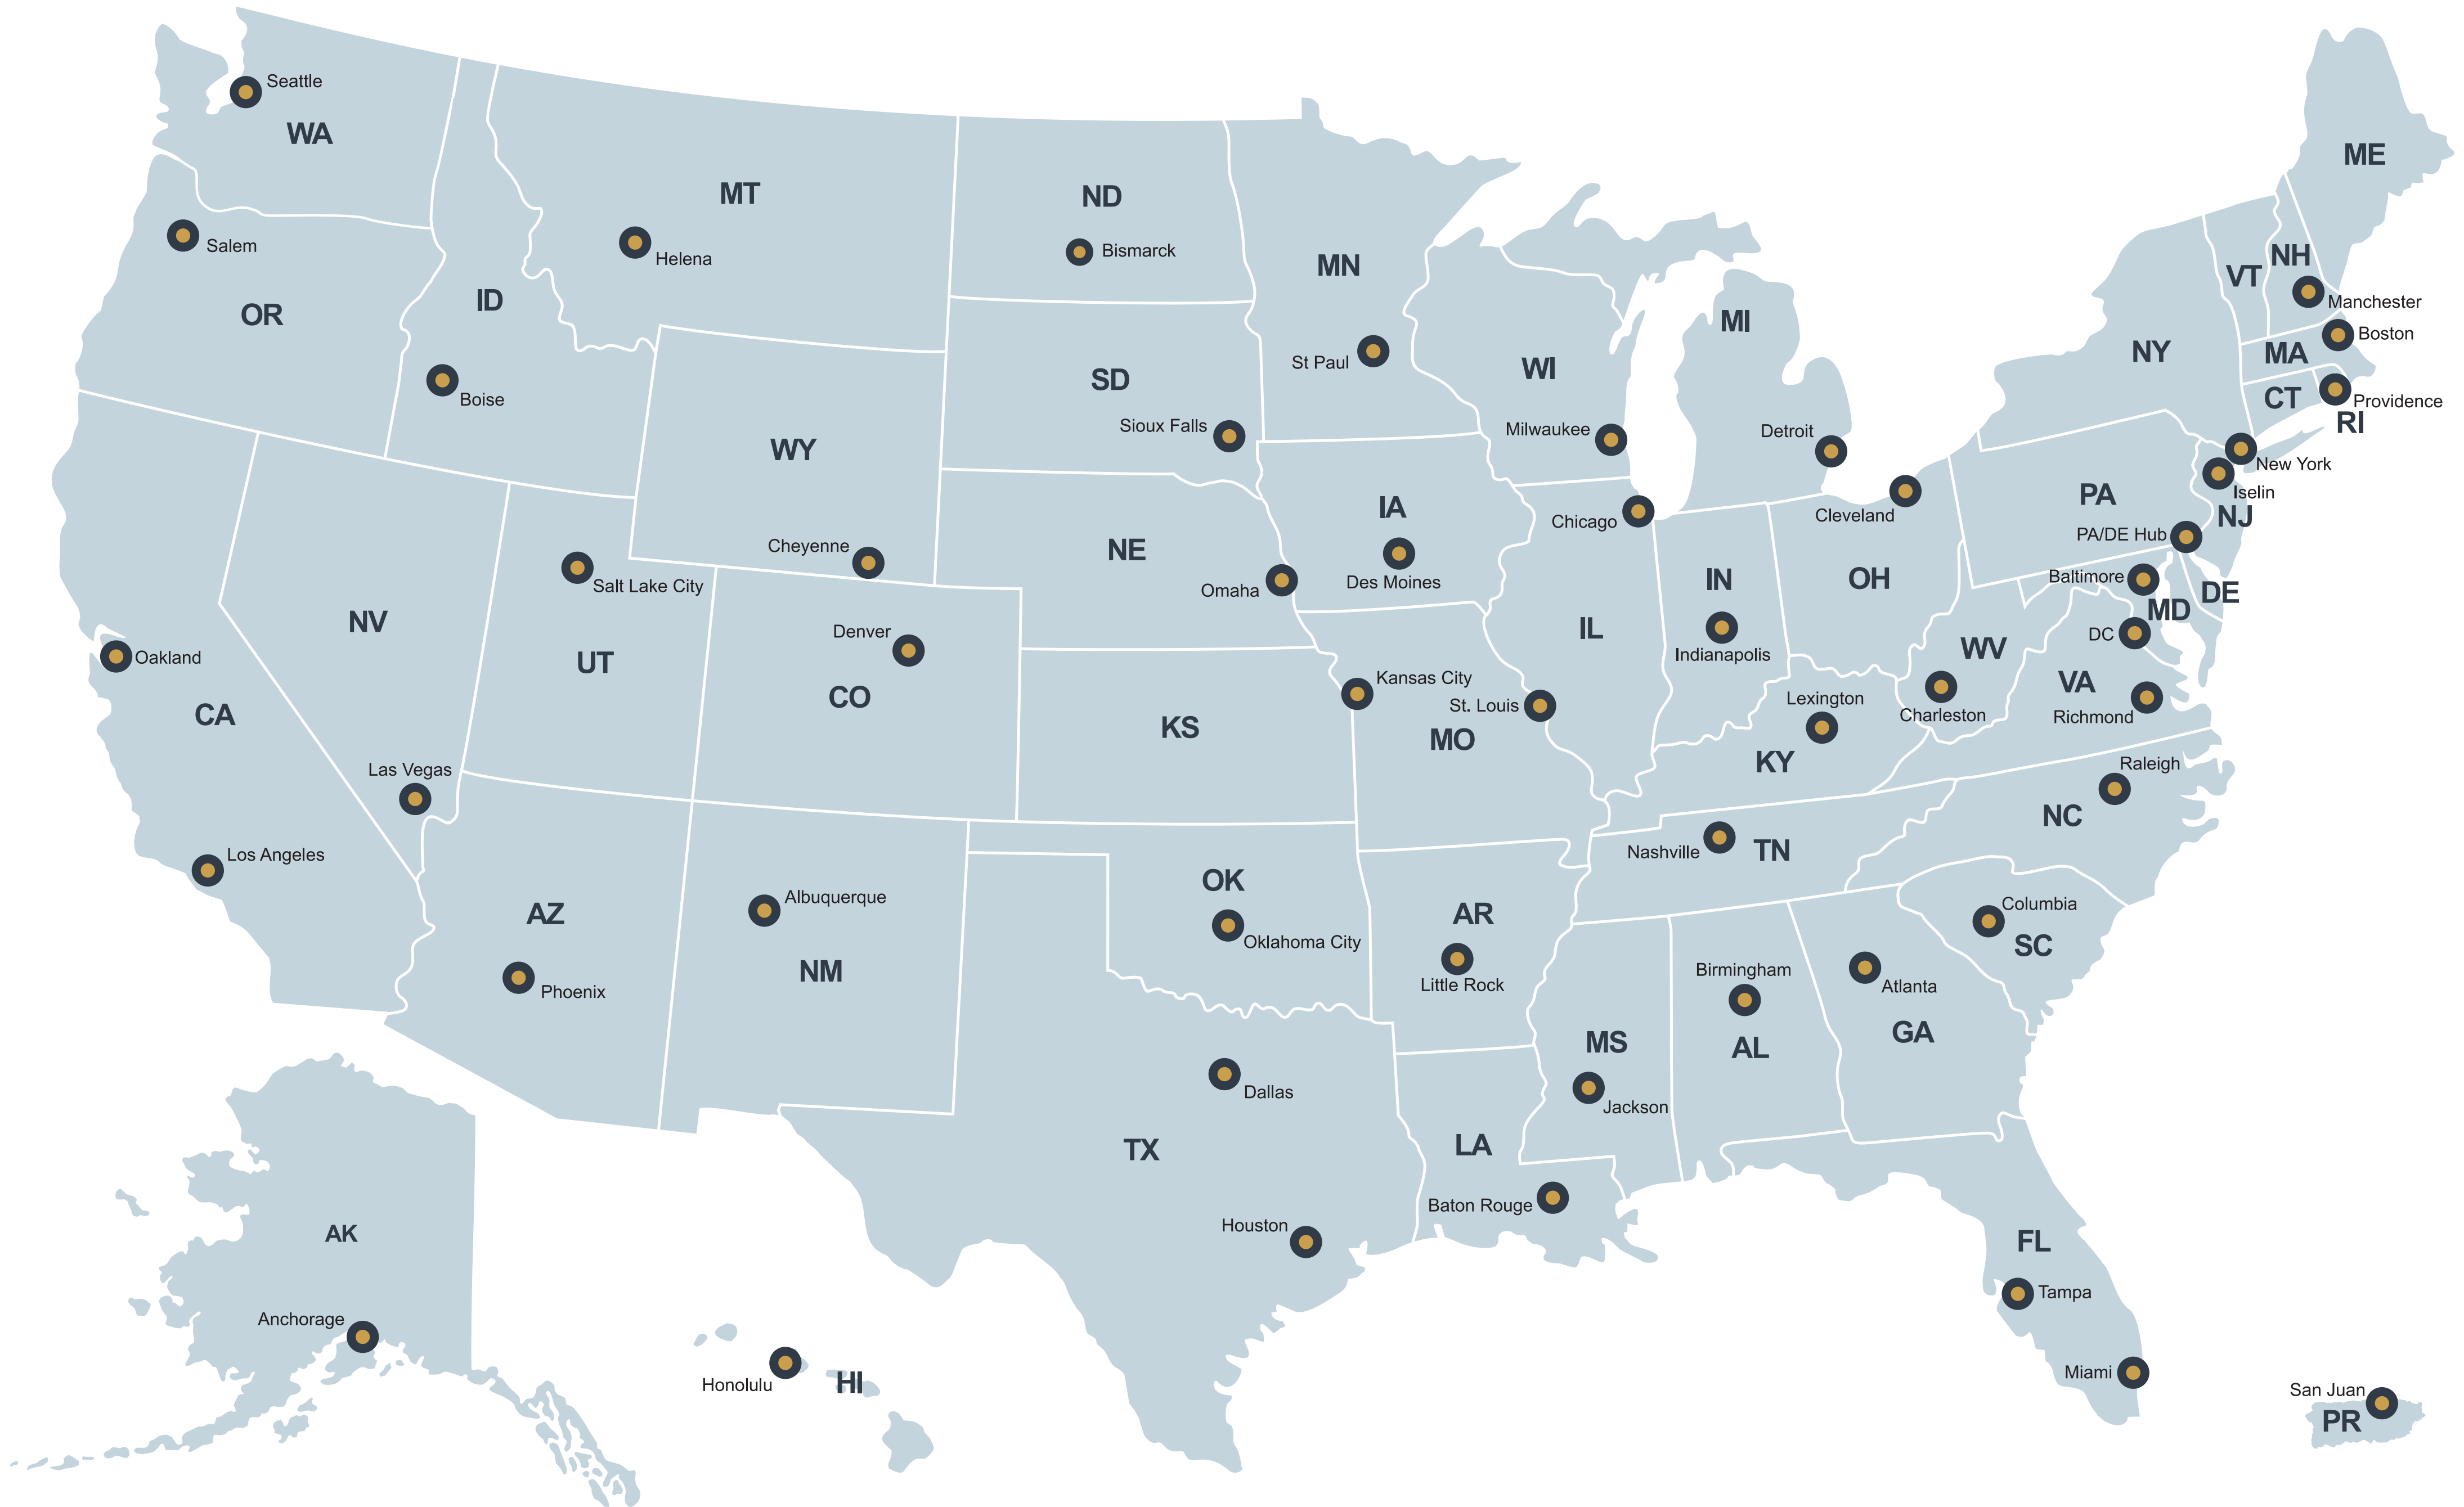 Seattle
WA
ME
MT
ND
Bismarck
Salem
Helena
NH
MN
VT
ID
Manchester
OR
MI
Boston
NY
MA
St Paul
WI
SD
Boise
CT
Providence
RI
Sioux Falls
Milwaukee
Detroit
WY
New York
Iselin
PA
IA
Cleveland
Chicago
NJ
PA/DE Hub
Cheyenne
NE
Salt Lake City
Des Moines
Omaha
IN
OH
Baltimore
DE
MD
NV
Denver
IL
DC
WV
Indianapolis
Oakland
UT
Kansas City
VA
CO
Lexington
St. Louis
Charleston
Richmond
CA
KS
MO
KY
Las Vegas
Raleigh
NC
Los Angeles
Nashville
TN
OK
Albuquerque
Columbia
AZ
AR
Oklahoma City
SC
NM
Birmingham
Phoenix
Little Rock
Atlanta
GA
MS
AL
Dallas
Jackson
TX
LA
Baton Rouge
Houston
AK
FL
Tampa
Anchorage
Miami
Honolulu
HI
San Juan
PR